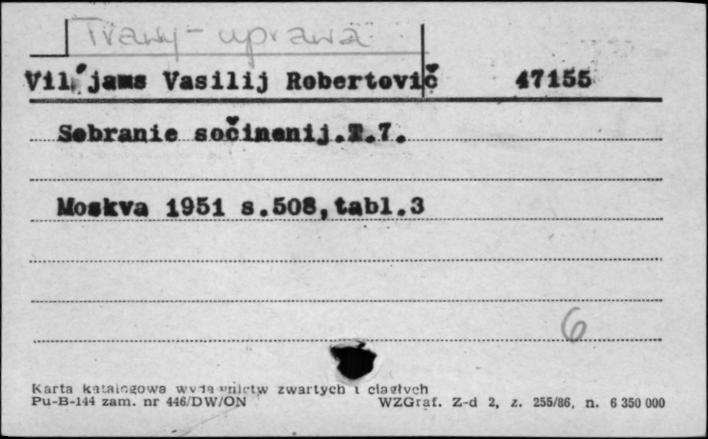 Trawy - uprawa
Vil'jams Vasilij Robertovič 47155
Sobranie sočinenij.T.7.
Moskva 1951 s.508,tabl.3
6
Karta katalogowa wydawnictw zwartych i ciągłych
Pu-B-144 zam. nr 446/DW/ON WZGraf. Z-d 2, z. 255/86, n. 6 350 000